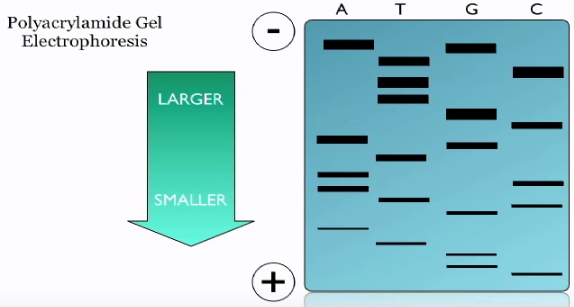 Polyacrylamide Gel
Electrophoresis
-
A T G C
LARGER
SMALLER
+